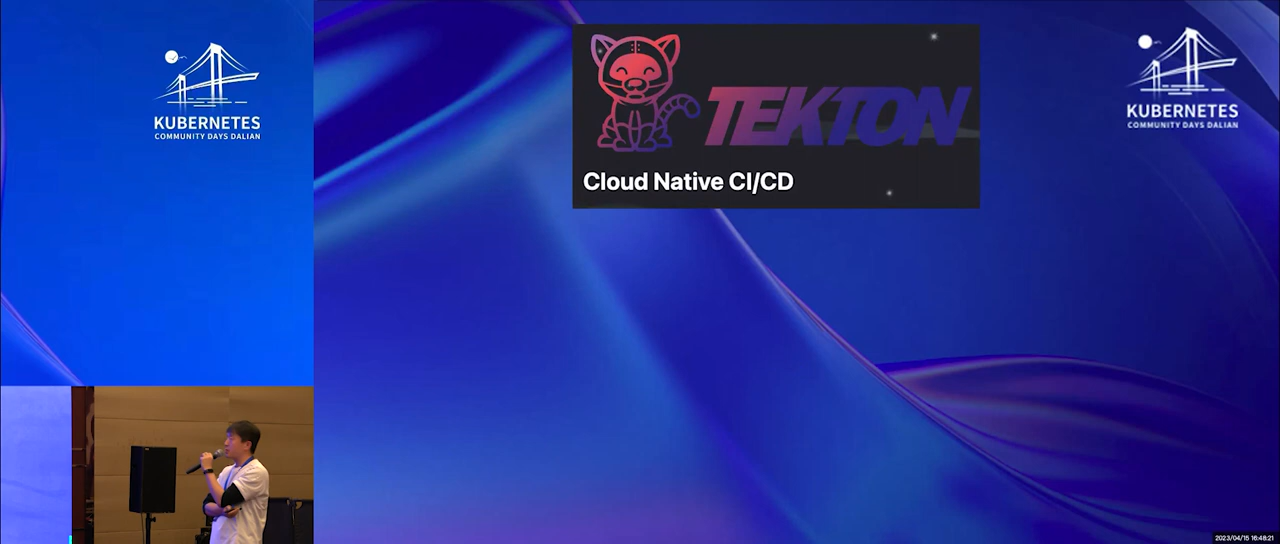 KUBERNETES
COMMUNITY DAYS DALIAN
TEKTON
Cloud Native CI/CD
KUBERNETES
COMMUNITY DAYS DALIAN
2023/04/15 16:48:21